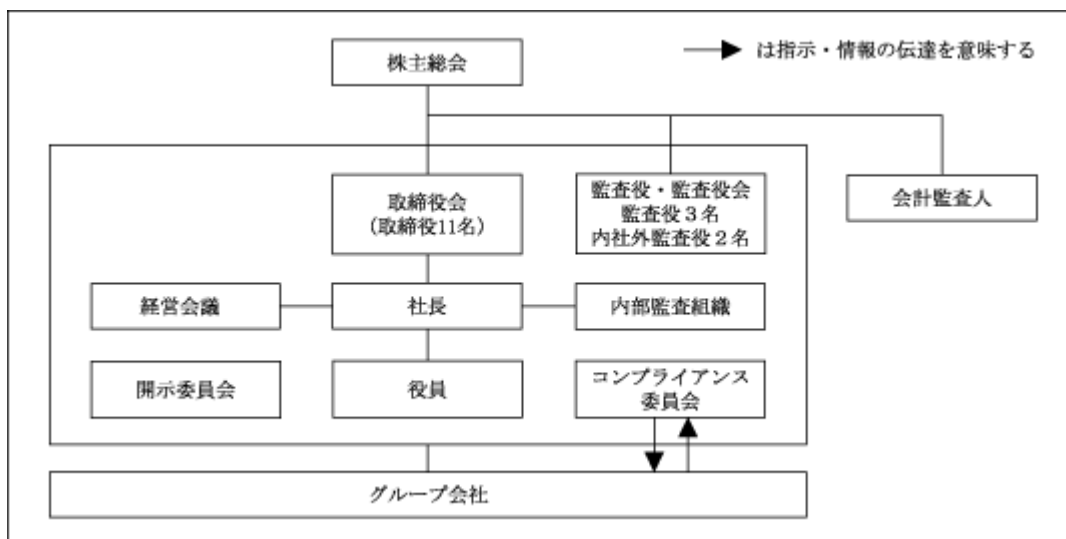 株主総会
は指示・情報の伝達を意味する
取締役会
(取締役11名)
監査役・監査役会
監査役3名
内社外監査役2名
会計監査人
経営会議
社長
内部監査組織
開示委員会
役員
コンプライアンス
委員会
グループ会社